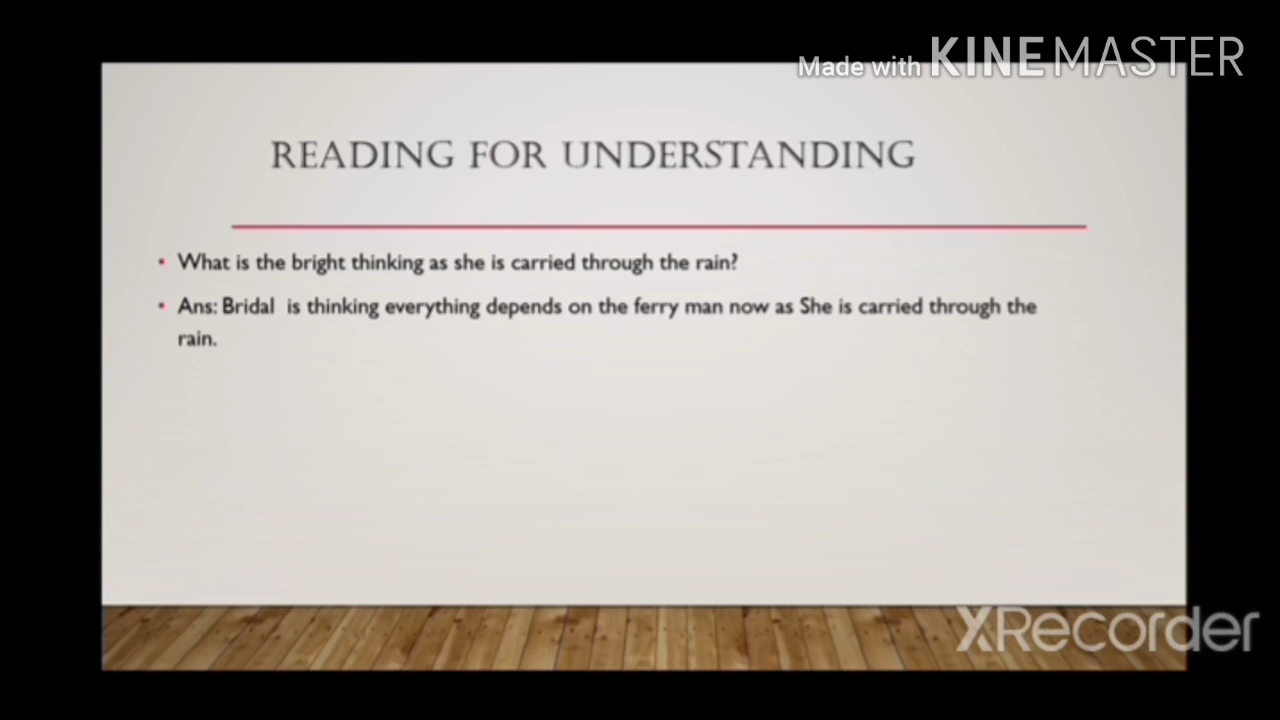 Made with KINEMASTER
READING FOR UNDERSTANDING
• What is the bright thinking as she is carried through the rain?
• Ans: Bridal is thinking everything depends on the ferry man now as She is carried through the
rain.
XRecorder